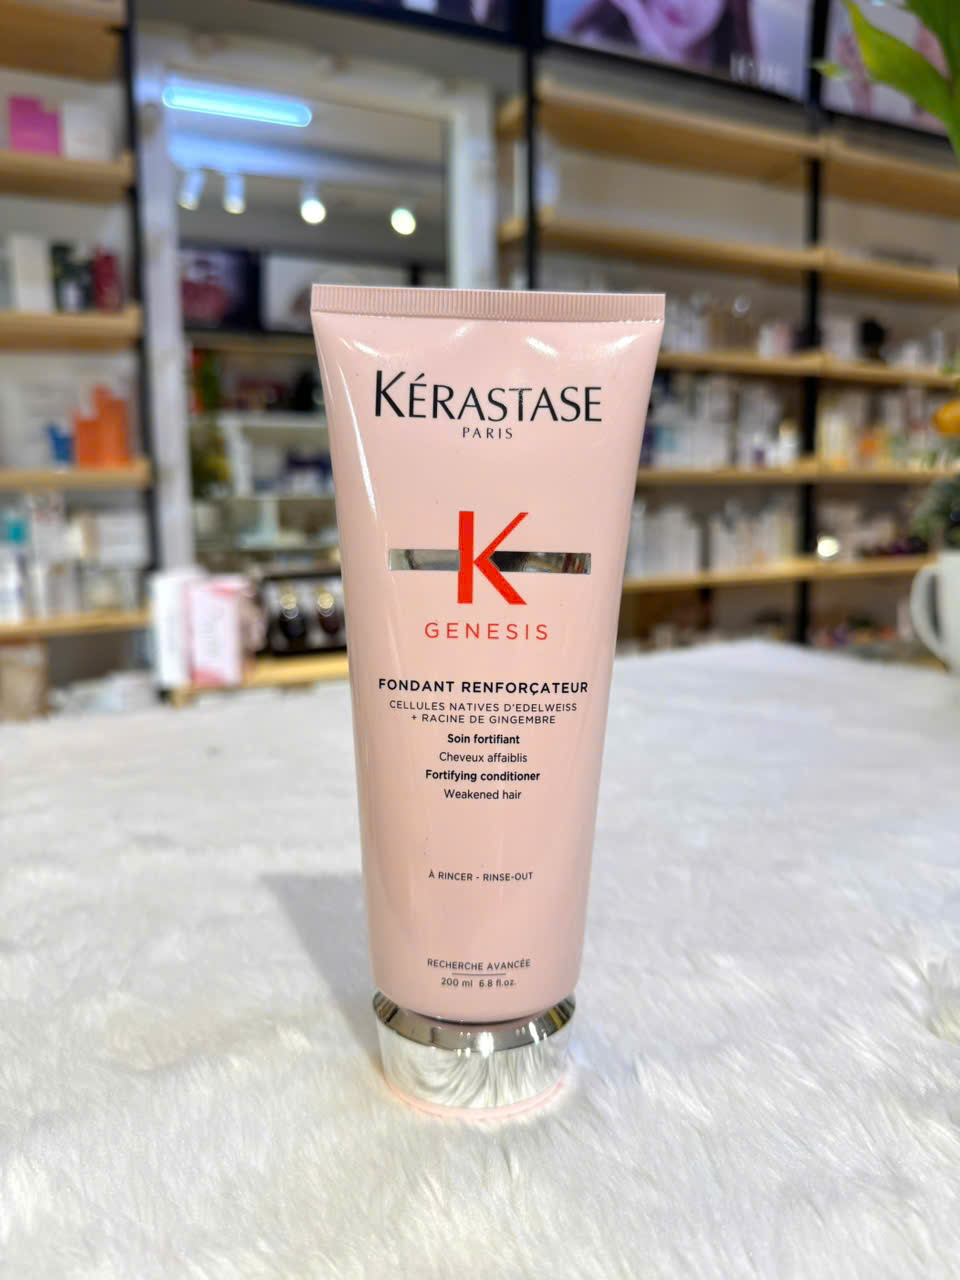 KÉRASTASE
PARIS
K
GENESIS
FONDANT RENFORÇATEUR
CELLULES NATIVES D'EDELWEISS
+ RACINE DE GINGEMBRE
Soin fortifiant
Cheveux affaiblis
Fortifying conditioner
Weakened hair
À RINCER - RINSE-OUT
RECHERCHE AVANCÉE
200 ml 6.8 fl.oz.